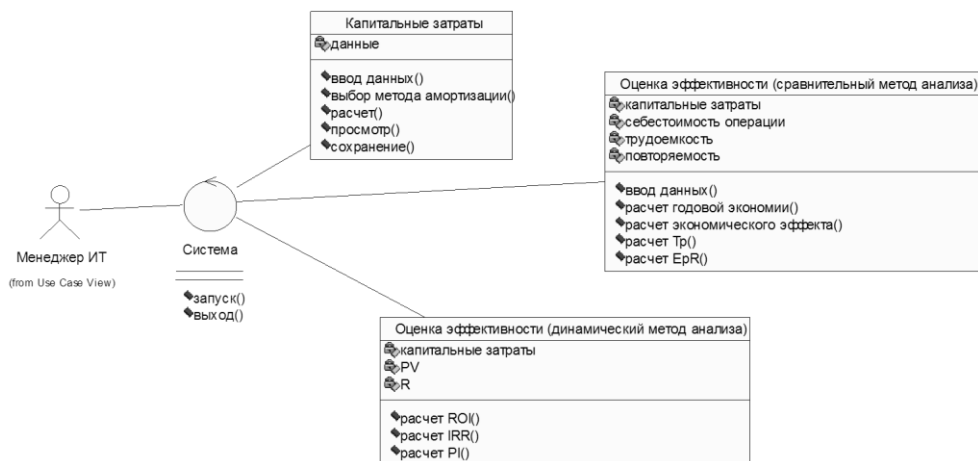 Капитальные затраты
данные
ввод данных()
выбор метода амортизации()
расчет()
просмотр()
сохранение()
Оценка эффективности (сравнительный метод анализа)
капитальные затраты
себестоимость операции
трудоемкость
повторяемость
ввод данных()
расчет годовой экономии()
расчет экономического эффекта()
расчет Тр()
расчет EpR()
Менеджер ИТ
(from Use Case View)
Система
запуск()
выход()
Оценка эффективности (динамический метод анализа)
капитальные затраты
PV
R
расчет ROI()
расчет IRR()
расчет PI()